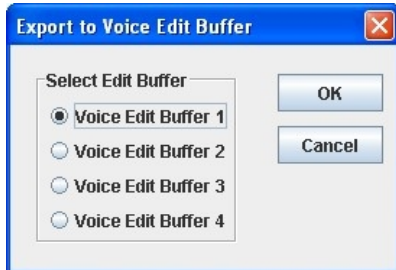 Export to Voice Edit Buffer
Select Edit Buffer
Voice Edit Buffer 1
Voice Edit Buffer 2
Voice Edit Buffer 3
Voice Edit Buffer 4
OK
Cancel